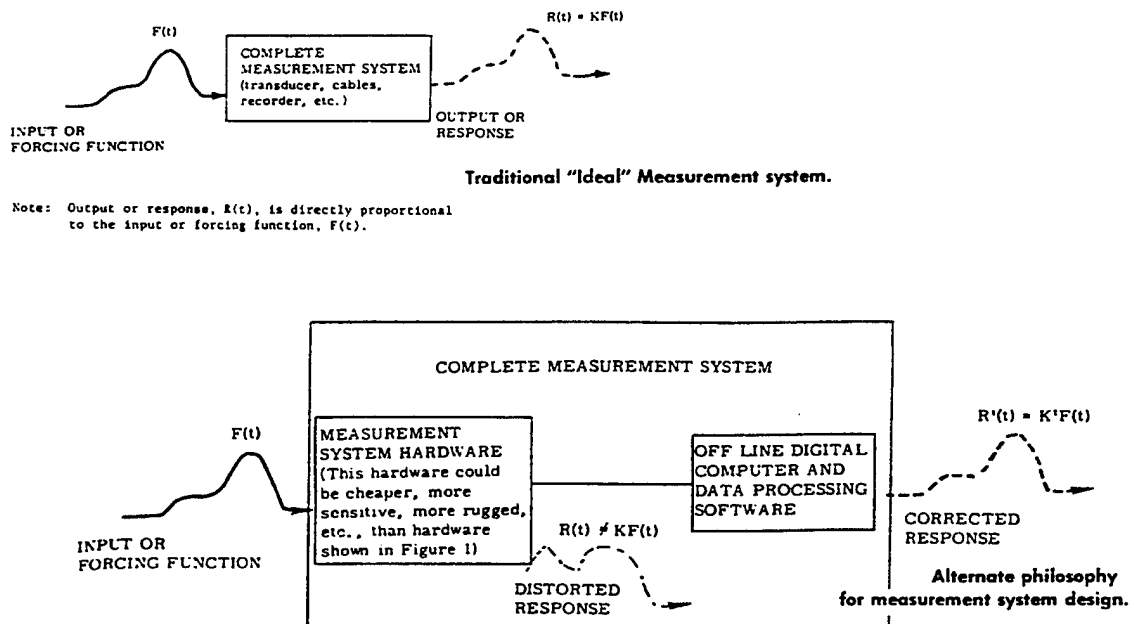 F(t)
R(t) = KF(t)
COMPLETE
MEASUREMENT SYSTEM
(transducer, cables,
recorder, etc.)
INPUT OR
FORCING FUNCTION
OUTPUT OR
RESPONSE
Traditional "Ideal" Measurement system.
Note: Output or response, R(t), is directly proportional
to the input or forcing function, F(t).
COMPLETE MEASUREMENT SYSTEM
F(t)
MEASUREMENT
SYSTEM HARDWARE
(This hardware could
be cheaper, more
sensitive, more rugged,
etc., than hardware
shown in Figure 1)
INPUT OR
FORCING FUNCTION
R(t) ≠ KF(t)
DISTORTED
RESPONSE
OFF LINE DIGITAL
COMPUTER AND
DATA PROCESSING
SOFTWARE
R'(t) = K'F(t)
CORRECTED
RESPONSE
Alternate philosophy
for measurement system design.